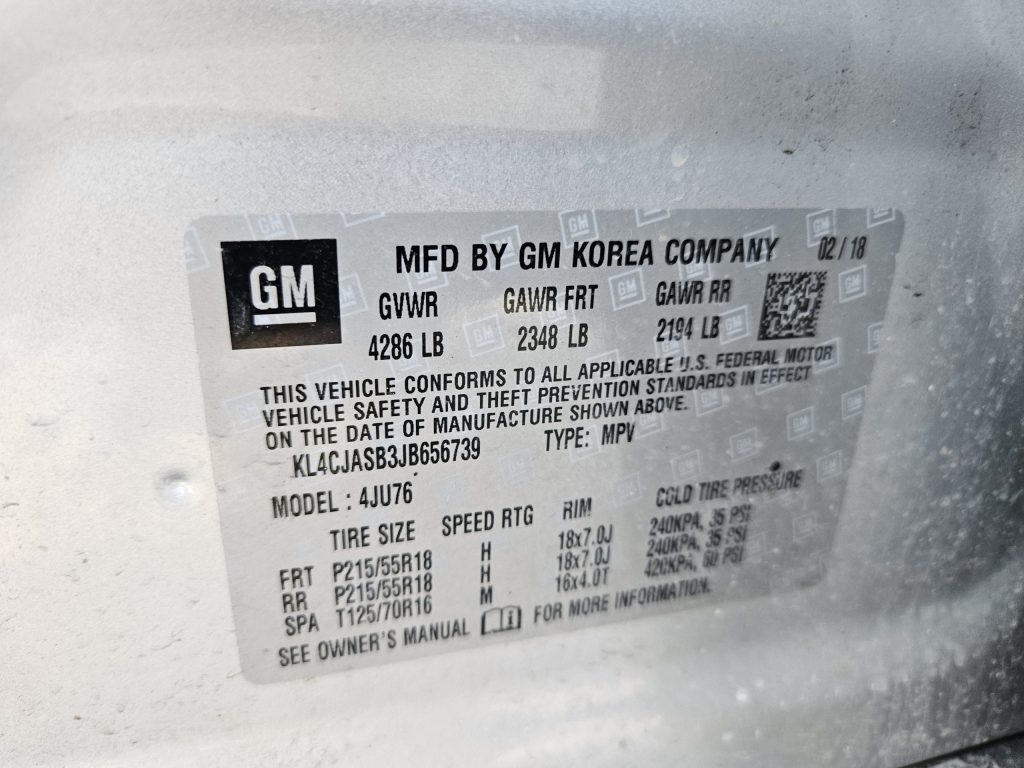 GM
MFD BY GM KOREA COMPANY 02/18
GVWR GAWR FRT GAWR RR
4286 LB 2348 LB 2194 LB
THIS VEHICLE CONFORMS TO ALL APPLICABLE U.S. FEDERAL MOTOR
VEHICLE SAFETY AND THEFT PREVENTION STANDARDS IN EFFECT
ON THE DATE OF MANUFACTURE SHOWN ABOVE.
KL4CJASB3JB656739 TYPE: MPV
MODEL : 4JU76
TIRE SIZE SPEED RTG RIM COLD TIRE PRESSURE
FRT P215/55R18 H 18x7.0J 240KPA, 35 PSI
RR P215/55R18 H 18x7.0J 240KPA, 35 PSI
SPA T125/70R16 M 16x4.0T 420KPA, 60 PSI
SEE OWNER'S MANUAL FOR MORE INFORMATION.